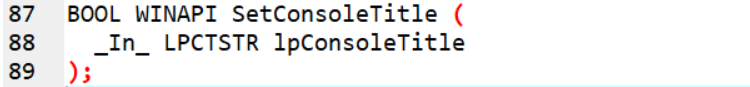 87 BOOL WINAPI SetConsoleTitle (
88 _In_ LPCTSTR lpConsoleTitle
89 );